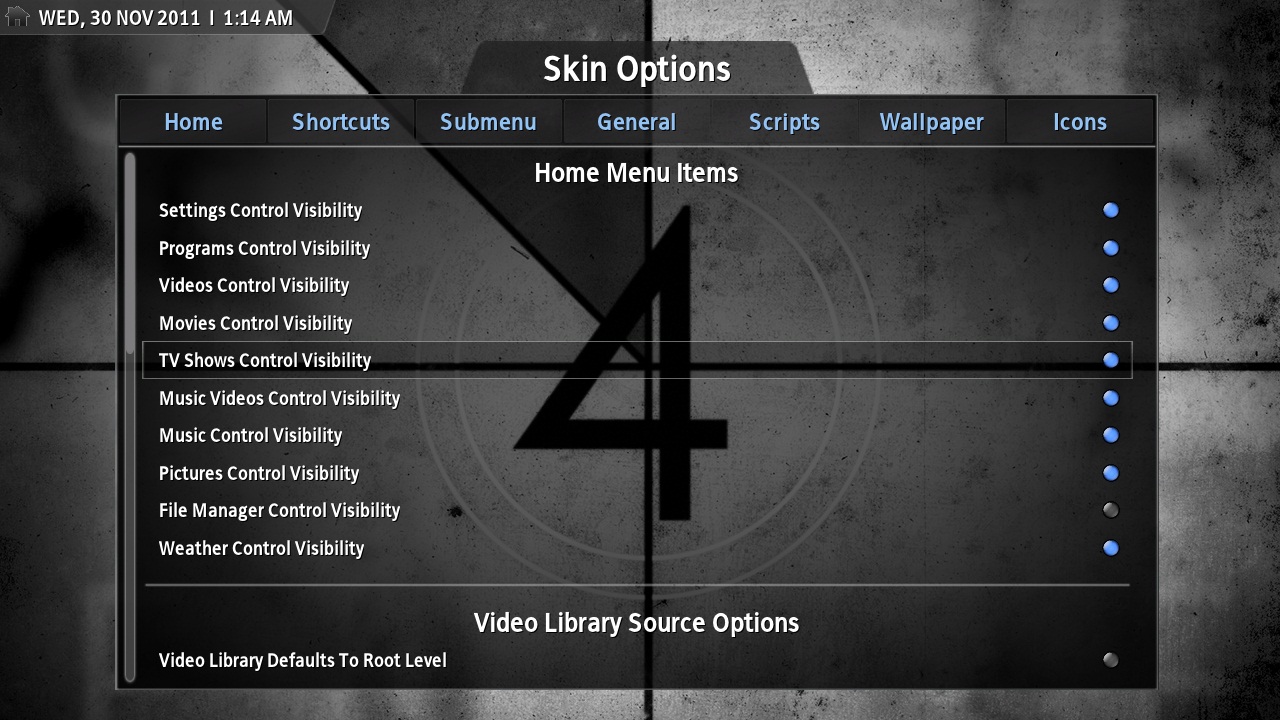 WED, 30 NOV 2011 | 1:14 AM
Skin Options
Home Shortcuts Submenu General Scripts Wallpaper Icons
Home Menu Items
Settings Control Visibility
Programs Control Visibility
Videos Control Visibility
Movies Control Visibility
TV Shows Control Visibility
Music Videos Control Visibility
Music Control Visibility
Pictures Control Visibility
File Manager Control Visibility
Weather Control Visibility
4
Video Library Source Options
Video Library Defaults To Root Level